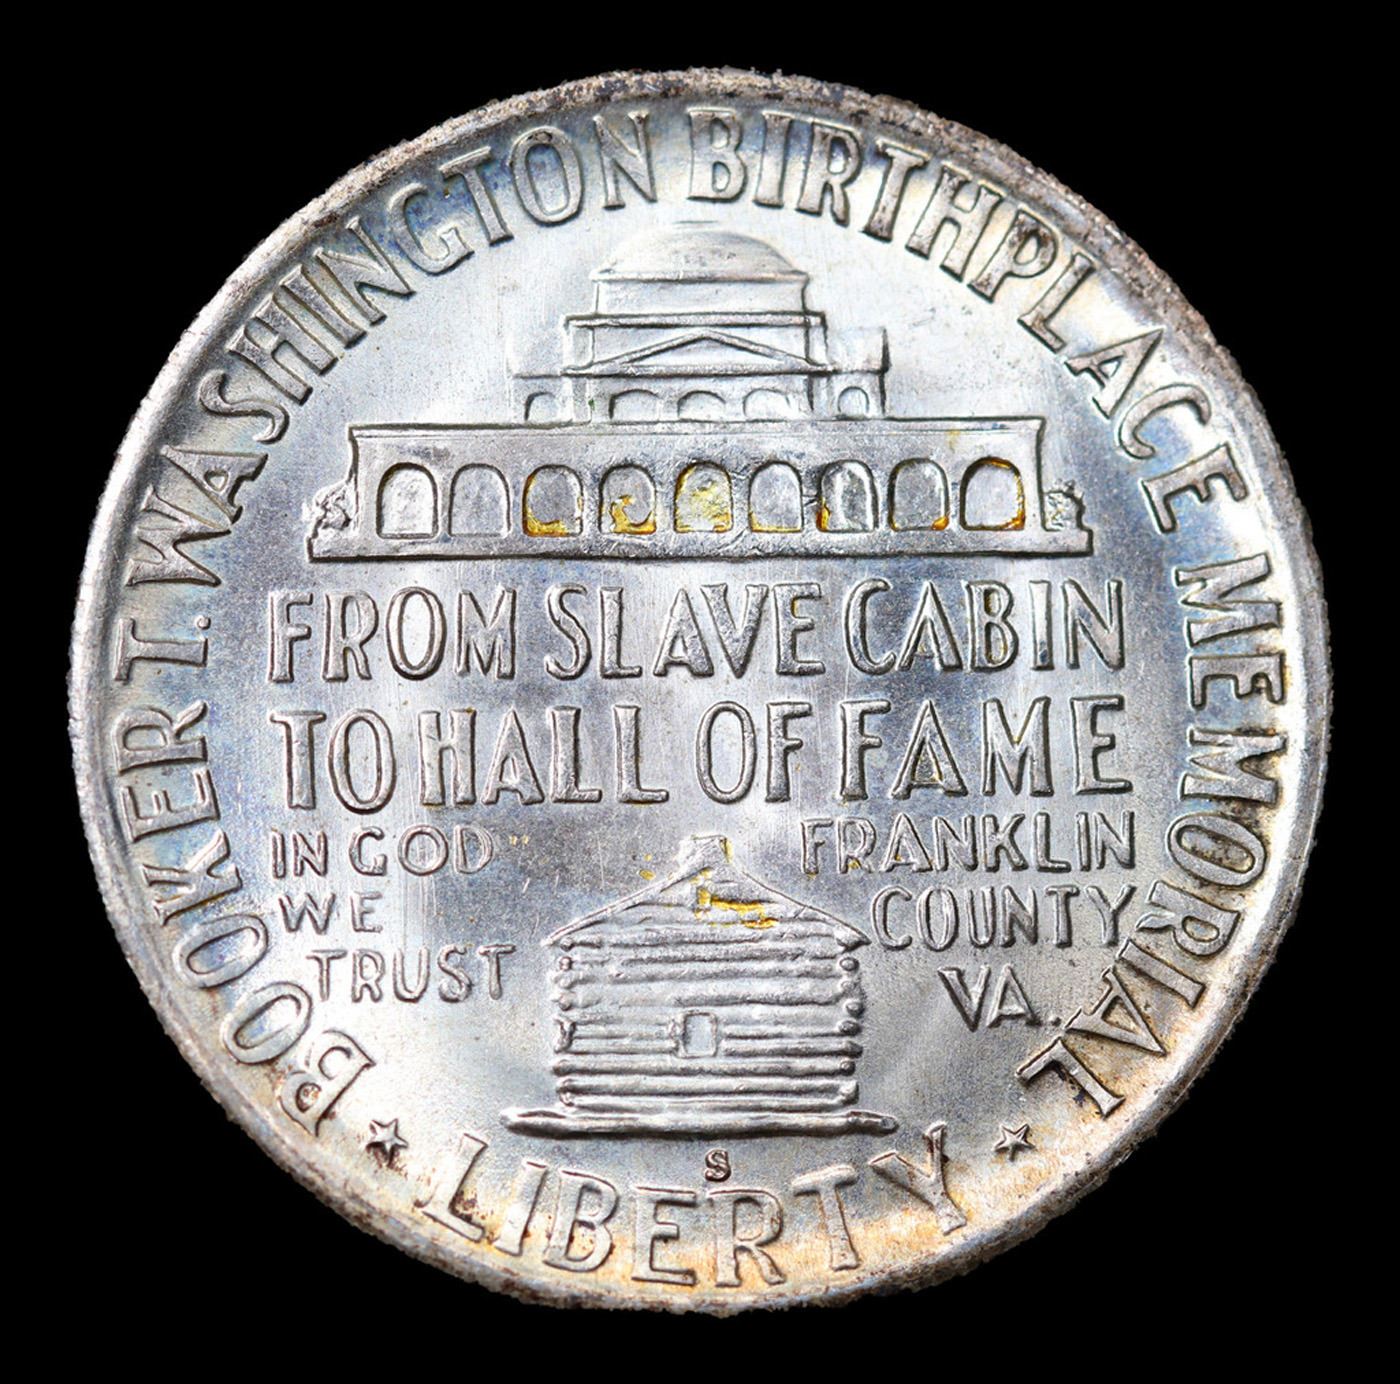 BOOKER T. WASHINGTON BIRTHPLACE MEMORIAL
FROM SLAVE CABIN
TO HALL OF FAME
IN GOD
WE
TRUST
FRANKLIN
COUNTY
VA.
S
LIBERTY